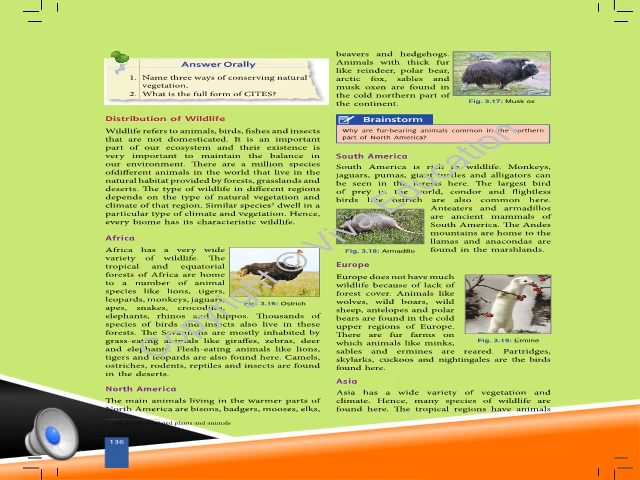 Answer Orally
1. Name three ways of conserving natural
vegetation.
2. What is the full form of CITES?
Distribution of Wildlife
Wildlife refers to animals, birds, fishes and insects
that are not domesticated. It is an important
part of our ecosystem and their existence is
very important to maintain the balance in
our environment. There are a million species
ofdifferent animals in the world that live in the
natural habitat provided by forests, grasslands and
deserts. The type of wildlife in different regions
depends on the type of natural vegetation and
climate of that region. Similar species³ dwell in a
particular type of climate and vegetation. Hence,
every biome has its characteristic wildlife.
Africa
Africa has a very wide
variety of wildlife. The
tropical and equatorial
forests of Africa are home
to a number of animal
species like lions, tigers,
leopards, monkeys, jaguars,
apes, snakes, crocodiles,
elephants, rhinos and hippos. Thousands of
species of birds and insects also live in these
forests. The Savannas are mostly inhabited by
grass-eating animals like giraffes, zebras, deer
and elephants. Flesh-eating animals like lions,
tigers and leopards are also found here. Camels,
ostriches, rodents, reptiles and insects are found
in the deserts.
Fig. 3.16: Ostrich
North America
The main animals living in the warmer parts of
North America are bisons, badgers, mooses, elks,
plants and animals
136
beavers and hedgehogs.
Animals with thick fur
like reindeer, polar bear,
arctic fox, sables and
musk oxen are found in
the cold northern part of
the continent.
Fig. 3.17: Musk ox
Brainstorm
Why are fur-bearing animals common in the northern
part of North America?
South America
South America is rich in wildlife. Monkeys,
jaguars, pumas, giant turtles and alligators can
be seen in the forests here. The largest bird
of prey in the world, condor and flightless
birds like ostrich are also common here.
Anteaters and armadillos
are ancient mammals of
South America. The Andes
mountains are home to the
llamas and anacondas are
found in the marshlands.
Fig. 3.18: Armadillo
Europe
Europe does not have much
wildlife because of lack of
forest cover. Animals like
wolves, wild boars, wild
sheep, antelopes and polar
bears are found in the cold
upper regions of Europe.
There are fur farms on
which animals like minks,
sables and ermines are reared. Partridges,
skylarks, cuckoos and nightingales are the birds
found here.
Fig. 3.19: Ermine
Asia
Asia has a wide variety of vegetation and
climate. Hence, many species of wildlife are
found here. The tropical regions have animals
Copyright © Viva Education